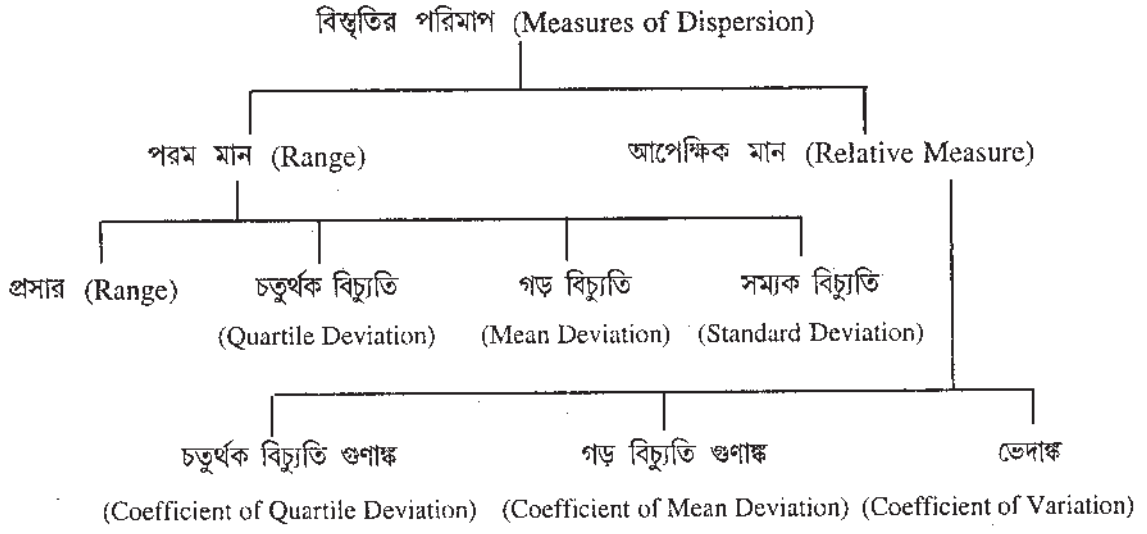 বিস্তৃতির পরিমাপ (Measures of Dispersion)
পরম মান (Range) আপেক্ষিক মান (Relative Measure)
প্রসার (Range) চতুর্থক বিচ্যুতি গড় বিচ্যুতি সম্যক বিচ্যুতি
(Quartile Deviation) (Mean Deviation) (Standard Deviation)
চতুর্থক বিচ্যুতি গুণাঙ্ক গড় বিচ্যুতি গুণাঙ্ক ভেদাঙ্ক
(Coefficient of Quartile Deviation) (Coefficient of Mean Deviation) (Coefficient of Variation)